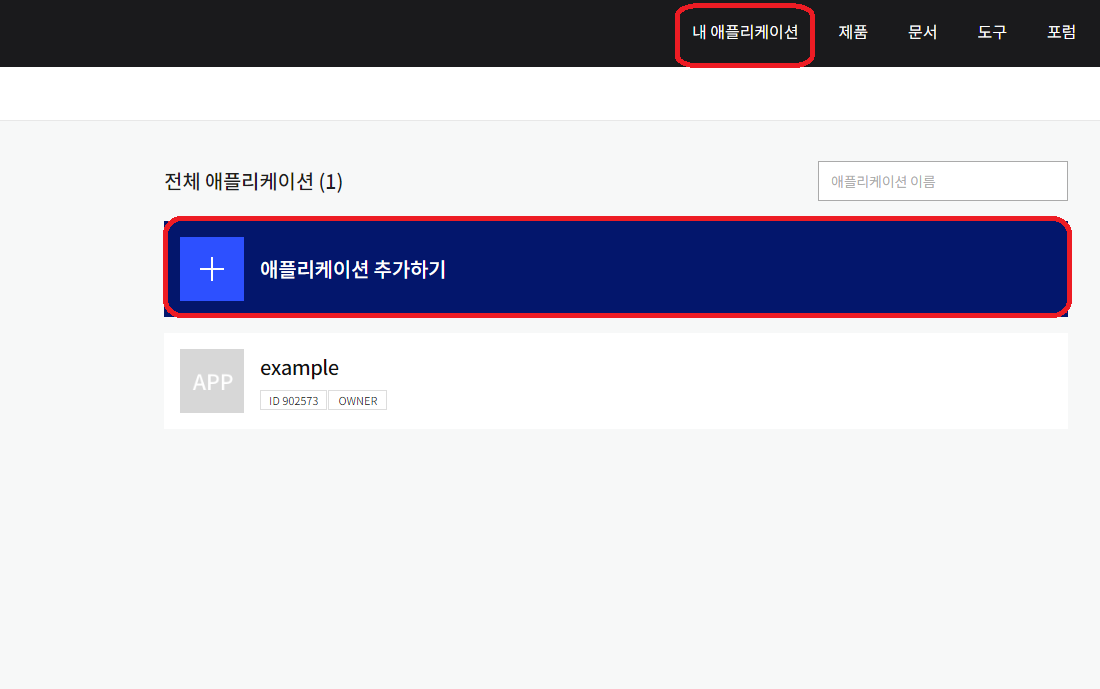 내 애플리케이션 제품 문서 도구 포럼
전체 애플리케이션 (1)
애플리케이션 이름
애플리케이션 추가하기
APP
example
ID 902573 OWNER